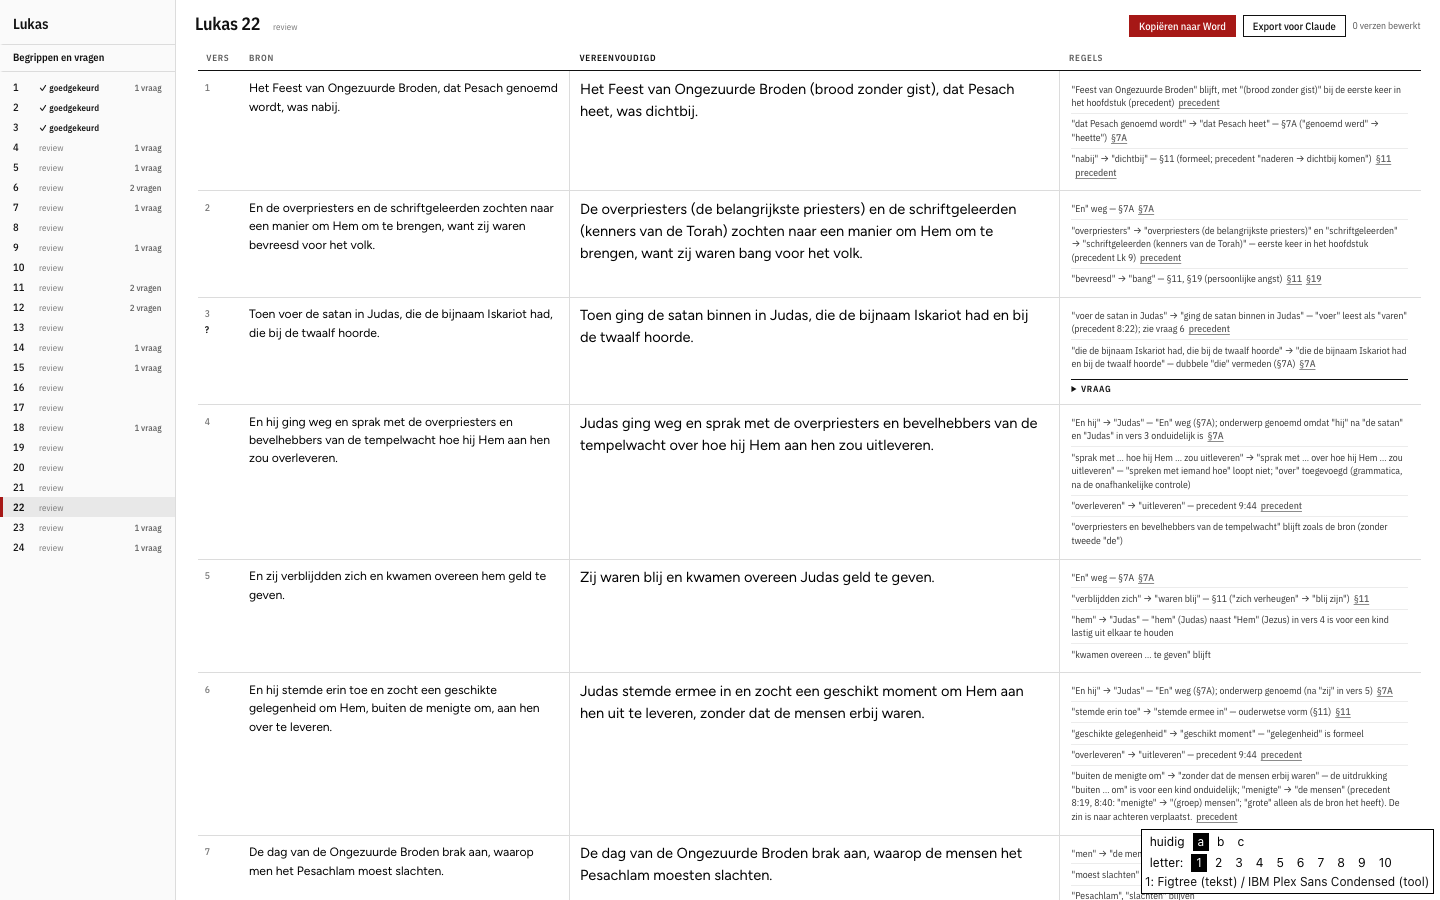 Lukas
Begrippen en vragen
1 ✓ goedgekeurd 1 vraag
2 ✓ goedgekeurd
3 ✓ goedgekeurd
4 review 1 vraag
5 review 1 vraag
6 review 2 vragen
7 review 1 vraag
8 review
9 review 1 vraag
10 review
11 review 2 vragen
12 review 2 vragen
13 review
14 review 1 vraag
15 review 1 vraag
16 review
17 review
18 review 1 vraag
19 review
20 review
21 review
22 review
23 review 1 vraag
24 review 1 vraag
Lukas 22 review
Kopiëren naar Word Export voor Claude 0 verzen bewerkt
VERS BRON VEREENVOUDIGD REGELS
1
Het Feest van Ongezuurde Broden, dat Pesach genoemd
wordt, was nabij.
Het Feest van Ongezuurde Broden (brood zonder gist), dat Pesach
heet, was dichtbij.
"Feest van Ongezuurde Broden" blijft, met "(brood zonder gist)" bij de eerste keer in
het hoofdstuk (precedent) precedent
"dat Pesach genoemd wordt" → "dat Pesach heet" — §7A ("genoemd werd" →
"heette") §7A
"nabij" → "dichtbij" — §11 (formeel; precedent "naderen → dichtbij komen") §11
precedent
2
En de overpriesters en de schriftgeleerden zochten naar
een manier om Hem om te brengen, want zij waren
bevreesd voor het volk.
De overpriesters (de belangrijkste priesters) en de schriftgeleerden
(kenners van de Torah) zochten naar een manier om Hem om te
brengen, want zij waren bang voor het volk.
"En" weg — §7A §7A
"overpriesters" → "overpriesters (de belangrijkste priesters)" en "schriftgeleerden"
→ "schriftgeleerden (kenners van de Torah)" — eerste keer in het hoofdstuk
(precedent Lk 9) precedent
"bevreesd" → "bang" — §11, §19 (persoonlijke angst) §11 §19
3
?
Toen voer de satan in Judas, die de bijnaam Iskariot had,
die bij de twaalf hoorde.
Toen ging de satan binnen in Judas, die de bijnaam Iskariot had en bij
de twaalf hoorde.
"voer de satan in Judas" → "ging de satan binnen in Judas" — "voer" leest als "varen"
(precedent 8:22); zie vraag 6 precedent
"die de bijnaam Iskariot had, die bij de twaalf hoorde" → "die de bijnaam Iskariot had
en bij de twaalf hoorde" — dubbele "die" vermeden (§7A) §7A
▶ VRAAG
4
En hij ging weg en sprak met de overpriesters en
bevelhebbers van de tempelwacht hoe hij Hem aan hen
zou overleveren.
Judas ging weg en sprak met de overpriesters en bevelhebbers van de
tempelwacht over hoe hij Hem aan hen zou uitleveren.
"En hij" → "Judas" — "En" weg (§7A); onderwerp genoemd omdat "hij" na "de satan"
en "Judas" in vers 3 onduidelijk is §7A
"sprak met ... hoe hij Hem ... zou uitleveren" → "sprak met ... over hoe hij Hem ... zou
uitleveren" — "spreken met iemand hoe" loopt niet; "over" toegevoegd (grammatica,
na de onafhankelijke controle)
"overleveren" → "uitleveren" — precedent 9:44 precedent
"overpriesters en bevelhebbers van de tempelwacht" blijft zoals de bron (zonder
tweede "de")
5
En zij verblijdden zich en kwamen overeen hem geld te
geven.
Zij waren blij en kwamen overeen Judas geld te geven.
"En" weg — §7A §7A
"verblijdden zich" → "waren blij" — §11 ("zich verheugen" → "blij zijn") §11
"hem" → "Judas" — "hem" (Judas) naast "Hem" (Jezus) in vers 4 is voor een kind
lastig uit elkaar te houden
"kwamen overeen ... te geven" blijft
6
En hij stemde erin toe en zocht een geschikte
gelegenheid om Hem, buiten de menigte om, aan hen
over te leveren.
Judas stemde ermee in en zocht een geschikt moment om Hem aan
hen uit te leveren, zonder dat de mensen erbij waren.
"En hij" → "Judas" — "En" weg (§7A); onderwerp genoemd (na "zij" in vers 5) §7A
"stemde erin toe" → "stemde ermee in" — ouderwetse vorm (§11) §11
"geschikte gelegenheid" → "geschikt moment" — "gelegenheid" is formeel
"overleveren" → "uitleveren" — precedent 9:44 precedent
"buiten de menigte om" → "zonder dat de mensen erbij waren" — de uitdrukking
"buiten ... om" is voor een kind onduidelijk; "menigte" → "de mensen" (precedent
8:19, 8:40: "menigte" → "(groep) mensen"; "grote" alleen als de bron het heeft). De
zin is naar achteren verplaatst. precedent
7
De dag van de Ongezuurde Broden brak aan, waarop
men het Pesachlam moest slachten.
De dag van de Ongezuurde Broden brak aan, waarop de mensen het
Pesachlam moesten slachten.
"men" → "de
"moest slachten"
"Pesachlam", "slachten" blijven
huidig a b c
letter: 1 2 3 4 5 6 7 8 9 10
1: Figtree (tekst) / IBM Plex Sans Condensed (tool)